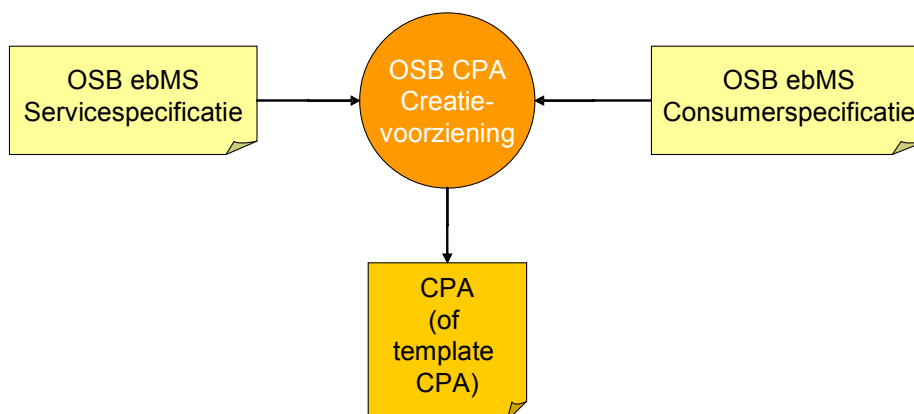 OSB ebMS
Servicespecificatie
OSB CPA
Creatie-
voorziening
OSB ebMS
Consumerspecificatie
CPA
(of
template
CPA)